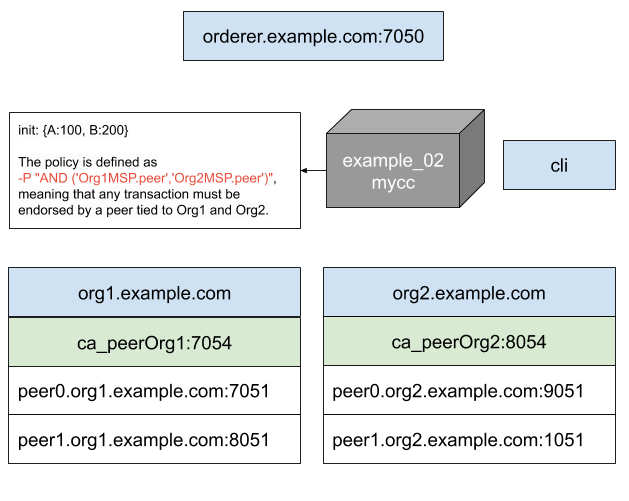 orderer.example.com:7050
init: {A:100, B:200}
The policy is defined as
-P "AND ('Org1MSP.peer','Org2MSP.peer')",
meaning that any transaction must be
endorsed by a peer tied to Org1 and Org2.
example_02
mycc
cli
org1.example.com
ca_peerOrg1:7054
peer0.org1.example.com:7051
peer1.org1.example.com:8051
org2.example.com
ca_peerOrg2:8054
peer0.org2.example.com:9051
peer1.org2.example.com:1051